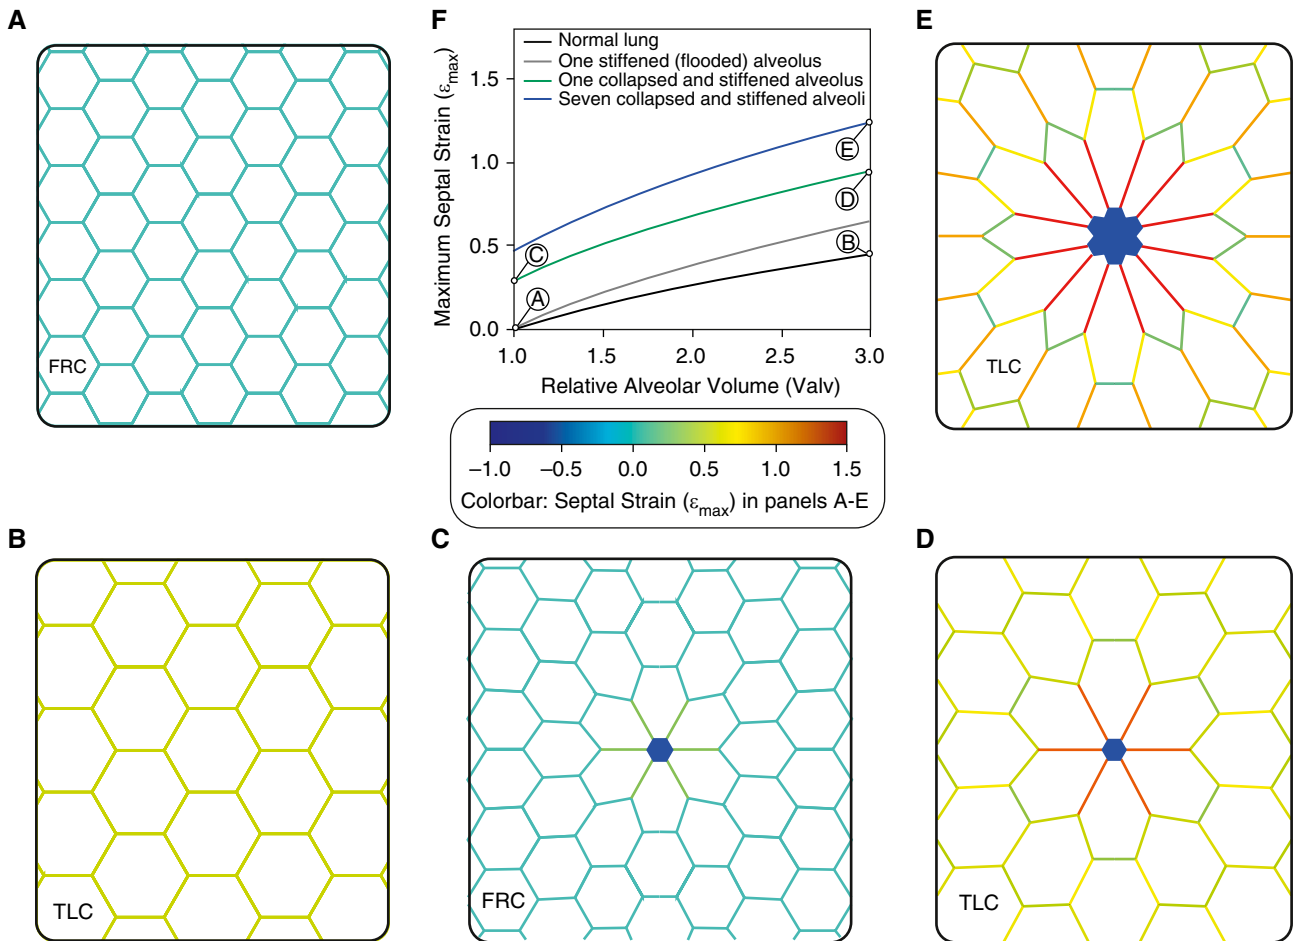 A
FRC
F
Maximum Septal Strain (εmax)
1.5
1.0
0.5
0.0
Normal lung
One stiffened (flooded) alveolus
One collapsed and stiffened alveolus
Seven collapsed and stiffened alveoli
E
D
C
B
A
1.0 1.5 2.0 2.5 3.0
Relative Alveolar Volume (Valv)
−1.0 −0.5 0.0 0.5 1.0 1.5
Colorbar: Septal Strain (εmax) in panels A-E
E
TLC
B
TLC
C
FRC
D
TLC